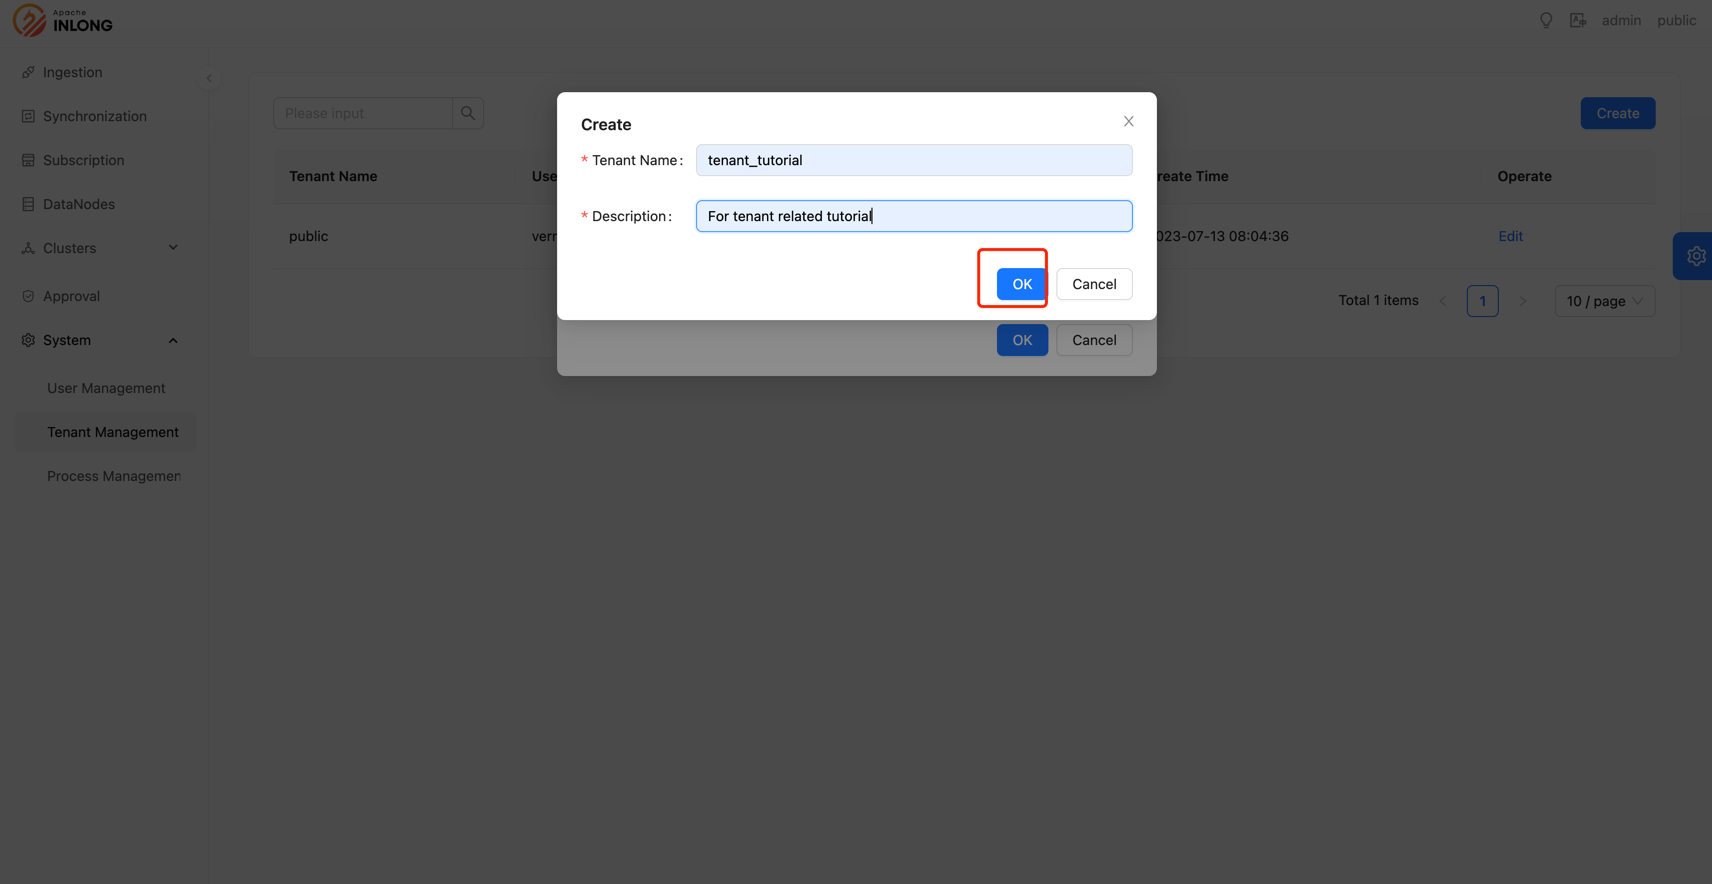 Apache
INLONG
admin public
Ingestion
Synchronization
Subscription
DataNodes
Clusters
Approval
System
User Management
Tenant Management
Process Managemen
Please input
Create
Tenant Name Use reate Time Operate
public 023-07-13 08:04:36 Edit
Total 1 items 1 10 / page
Create
* Tenant Name: tenant_tutorial
* Description: For tenant related tutorial
OK Cancel
OK Cancel